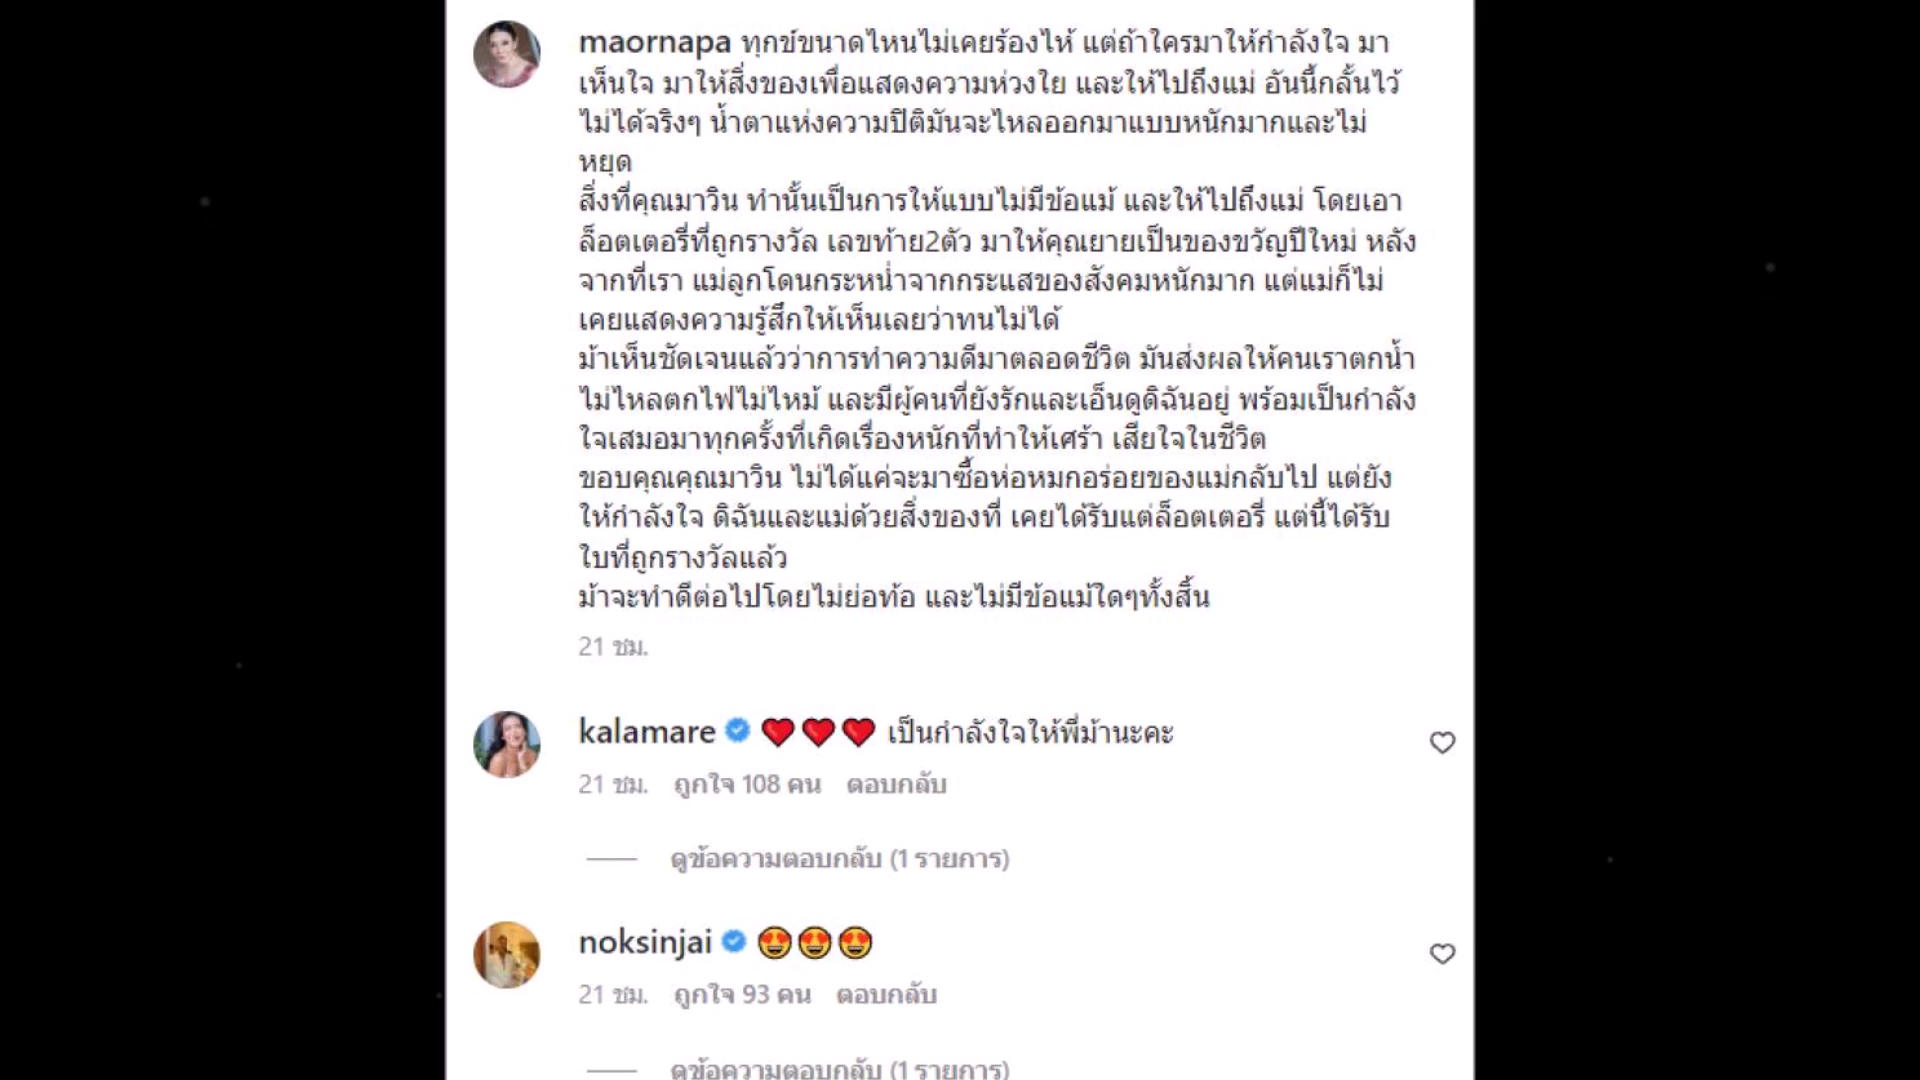 maornapa ทุกข์ขนาดไหนไม่เคยร้องไห้ แต่ถ้าใครมาให้กำลังใจ มา
เห็นใจ มาให้สิ่งของเพื่อแสดงความห่วงใย และให้ไปถึงแม่ อันนี้กลั้นไว้
ไม่ได้จริงๆ น้ำตาแห่งความปิติมันจะไหลออกมาแบบหนักมากและไม่
หยุด
สิ่งที่คุณมาวิน ทำนั้นเป็นการให้แบบไม่มีข้อแม้ และให้ไปถึงแม่ โดยเอา
ล็อตเตอรี่ที่ถูกรางวัล เลขท้าย2ตัว มาให้คุณยายเป็นของขวัญปีใหม่ หลัง
จากที่เรา แม่ลูกโดนกระหน่ำจากกระแสของสังคมหนักมาก แต่แม่ก็ไม่
เคยแสดงความรู้สึกให้เห็นเลยว่าทนไม่ได้
ม้าเห็นชัดเจนแล้วว่าการทำความดีมาตลอดชีวิต มันส่งผลให้คนเราตกน้ำ
ไม่ไหลตกไฟไม่ไหม้ และมีผู้คนที่ยังรักและเอ็นดูดิฉันอยู่ พร้อมเป็นกำลัง
ใจเสมอมาทุกครั้งที่เกิดเรื่องหนักที่ทำให้เศร้า เสียใจในชีวิต
ขอบคุณคุณมาวิน ไม่ได้แค่จะมาซื้อห่อหมกอร่อยของแม่กลับไป แต่ยัง
ให้กำลังใจ ดิฉันและแม่ด้วยสิ่งของที่ เคยได้รับแต่ล็อตเตอรี่ แต่นี้ได้รับ
ใบที่ถูกรางวัลแล้ว
ม้าจะทำดีต่อไปโดยไม่ย่อท้อ และไม่มีข้อแม้ใดๆทั้งสิ้น
21 ชม.
kalamare ❤️❤️❤️ เป็นกำลังใจให้พี่ม้านะคะ
21 ชม. ถูกใจ 108 คน ตอบกลับ
ดูข้อความตอบกลับ (1 รายการ)
noksinjai 😍😍😍
21 ชม. ถูกใจ 93 คน ตอบกลับ
ดูข้อความตอบกลับ (1 รายการ)